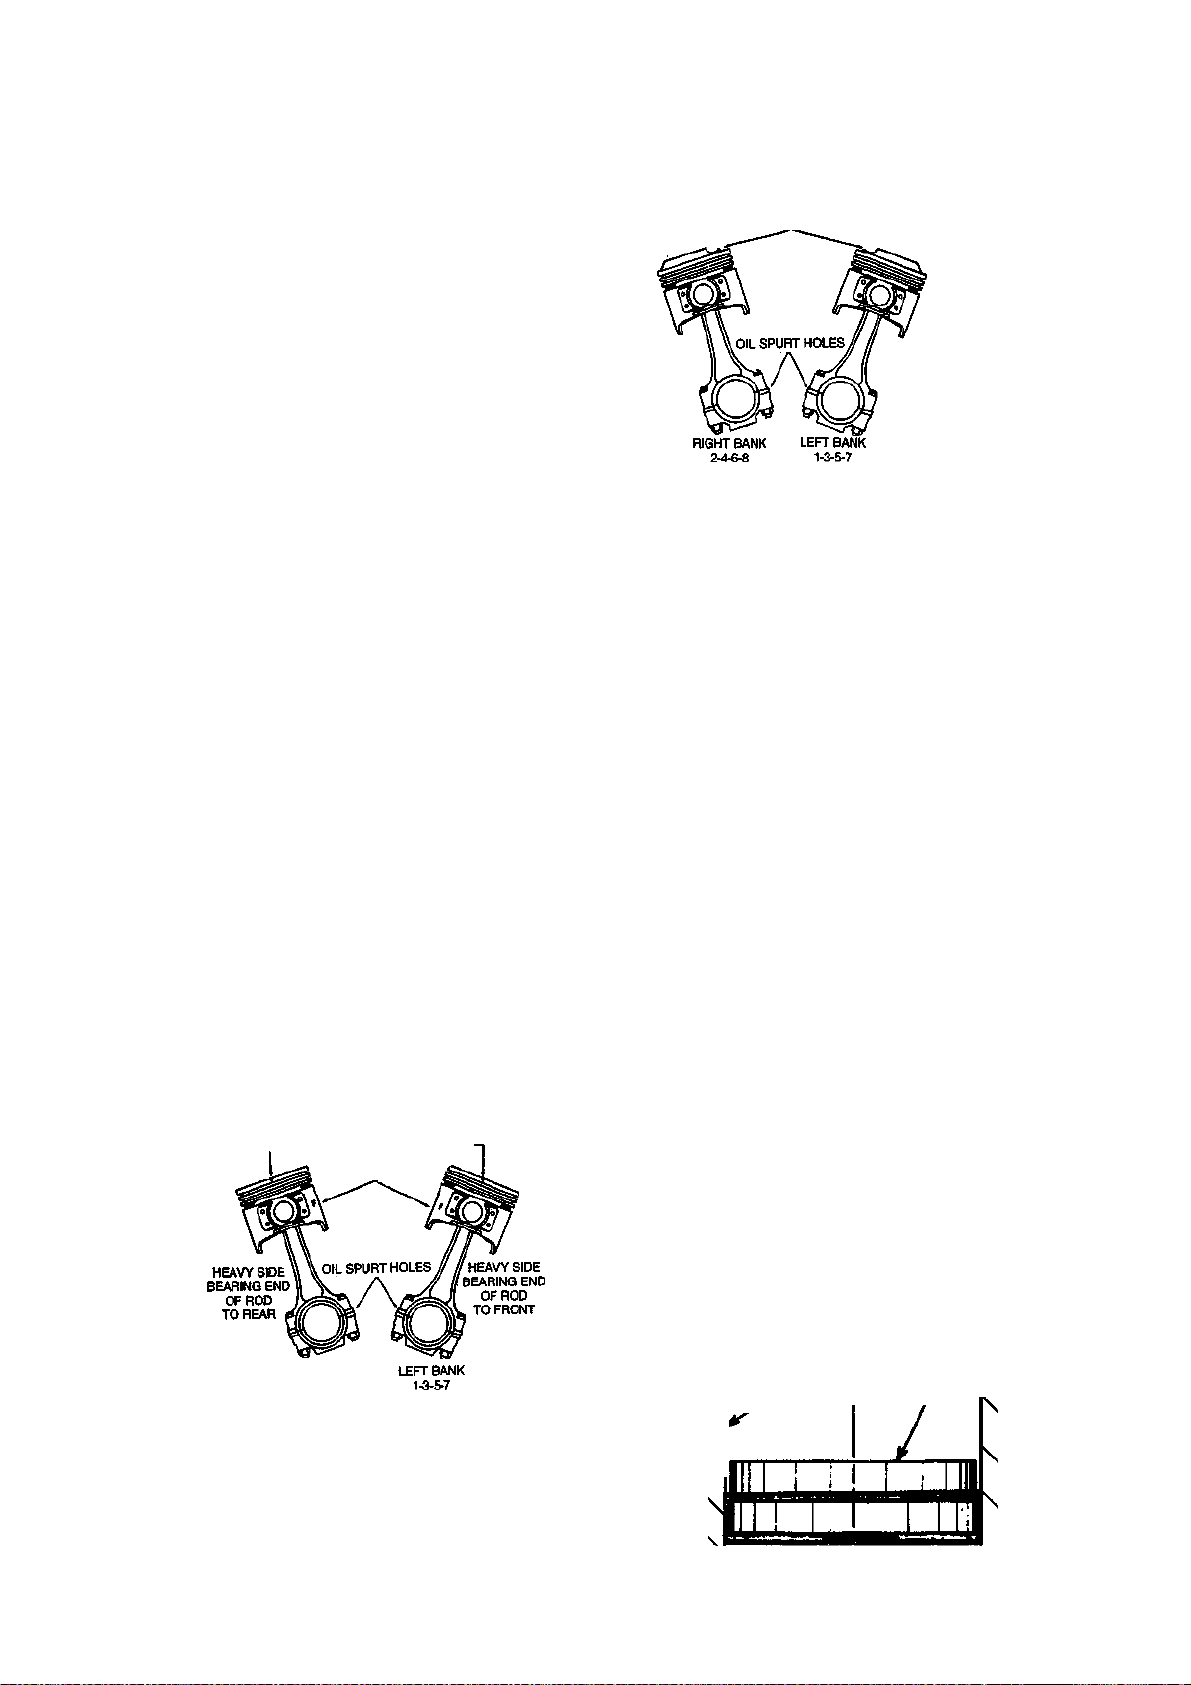 OIL SPURT HOLES
RIGHT BANK
2-4-6-8
LEFT BANK
1-3-5-7
HEAVY SIDE
BEARING END
OF ROD
TO REAR
OIL SPURT HOLES
HEAVY SIDE
BEARING END
OF ROD
TO FRONT
LEFT BANK
1-3-5-7